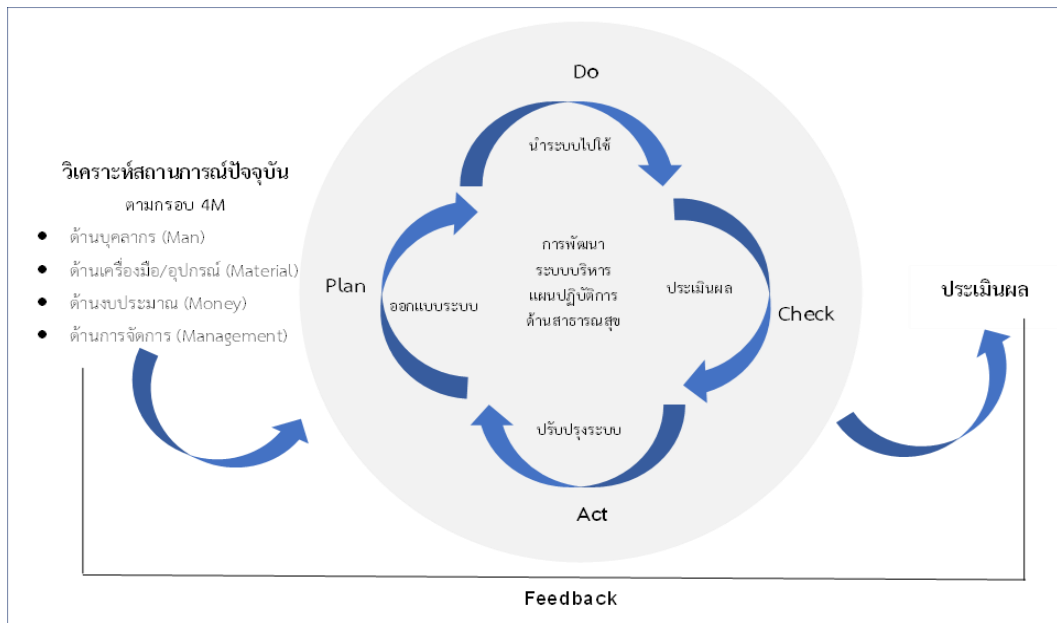 วิเคราะห์สถานการณ์ปัจจุบัน
ตามกรอบ 4M
● ด้านบุคลากร (Man)
● ด้านเครื่องมือ/อุปกรณ์ (Material)
● ด้านงบประมาณ (Money)
● ด้านการจัดการ (Management)
Do
นำระบบไปใช้
Plan
ออกแบบระบบ
การพัฒนา
ระบบบริหาร
แผนปฏิบัติการ
ด้านสาธารณสุข
ประเมินผล
Check
ปรับปรุงระบบ
Act
ประเมินผล
Feedback